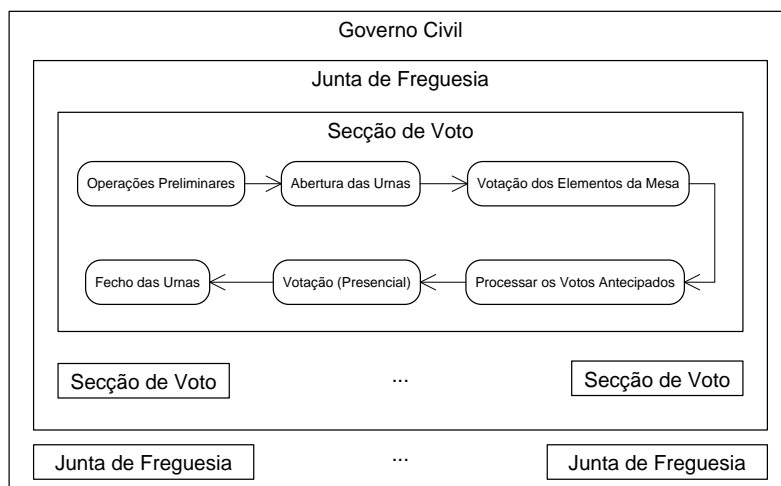 Governo Civil
Junta de Freguesia
Secção de Voto
Operações Preliminares
Abertura das Urnas
Votação dos Elementos da Mesa
Fecho das Urnas
Votação (Presencial)
Processar os Votos Antecipados
Secção de Voto
...
Secção de Voto
Junta de Freguesia
...
Junta de Freguesia